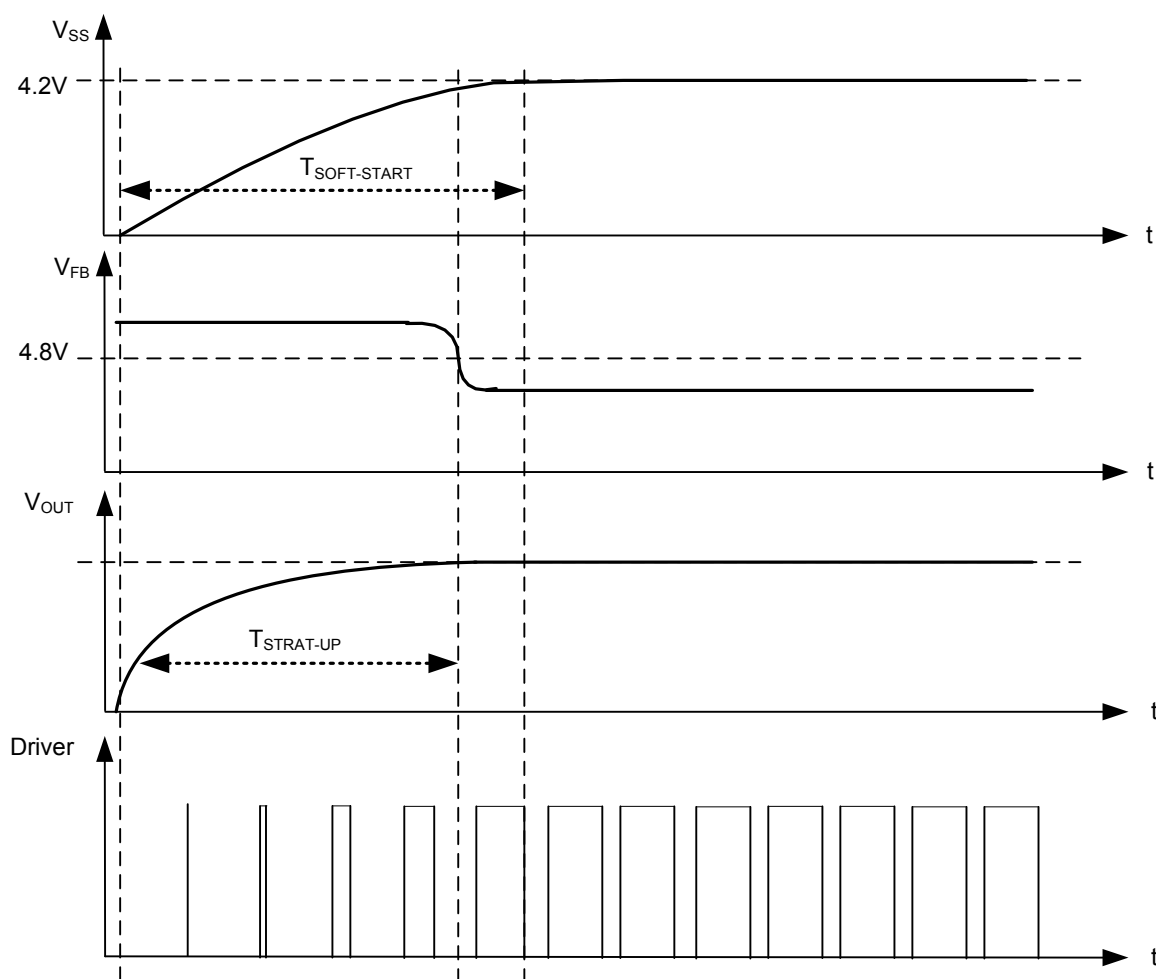 VSS
4.2V
TSOFT-START
t
VFB
4.8V
t
VOUT
TSTRAT-UP
t
Driver
t